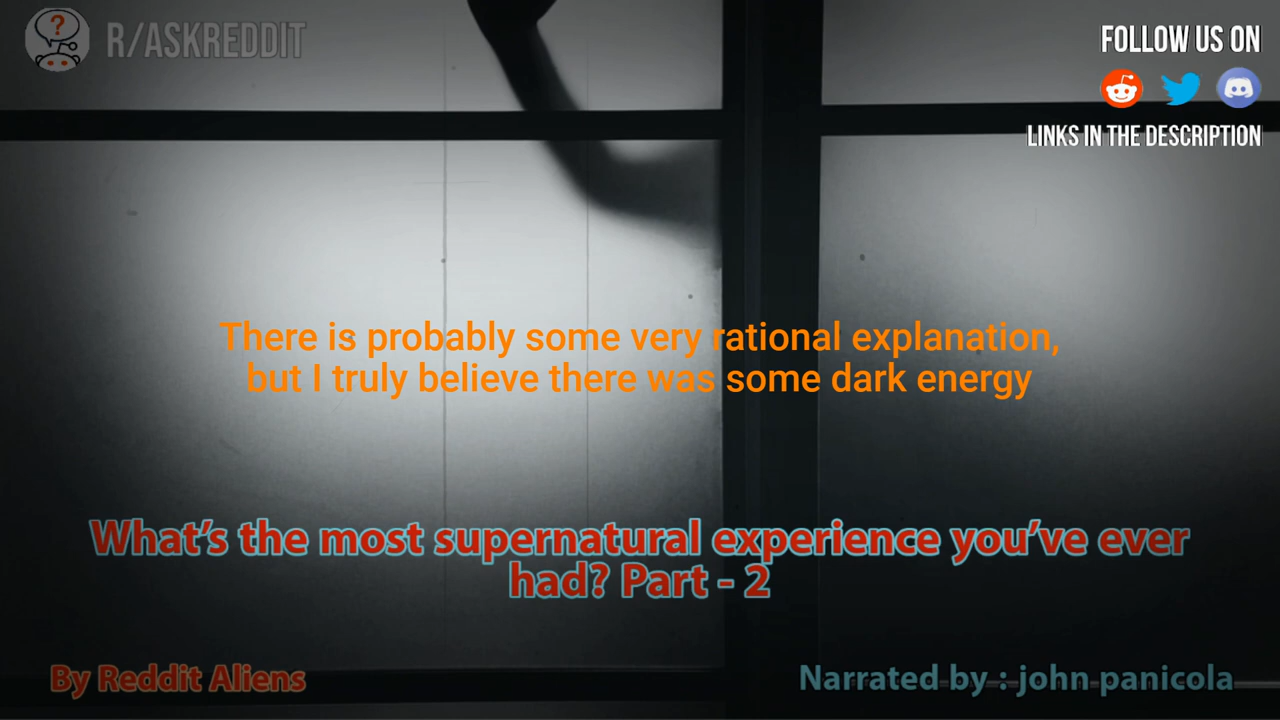 R/ASKREDDIT
FOLLOW US ON
LINKS IN THE DESCRIPTION
There is probably some very rational explanation,
but I truly believe there was some dark energy
What's the most supernatural experience you've ever
had? Part - 2
By Reddit Aliens
Narrated by : john panicola